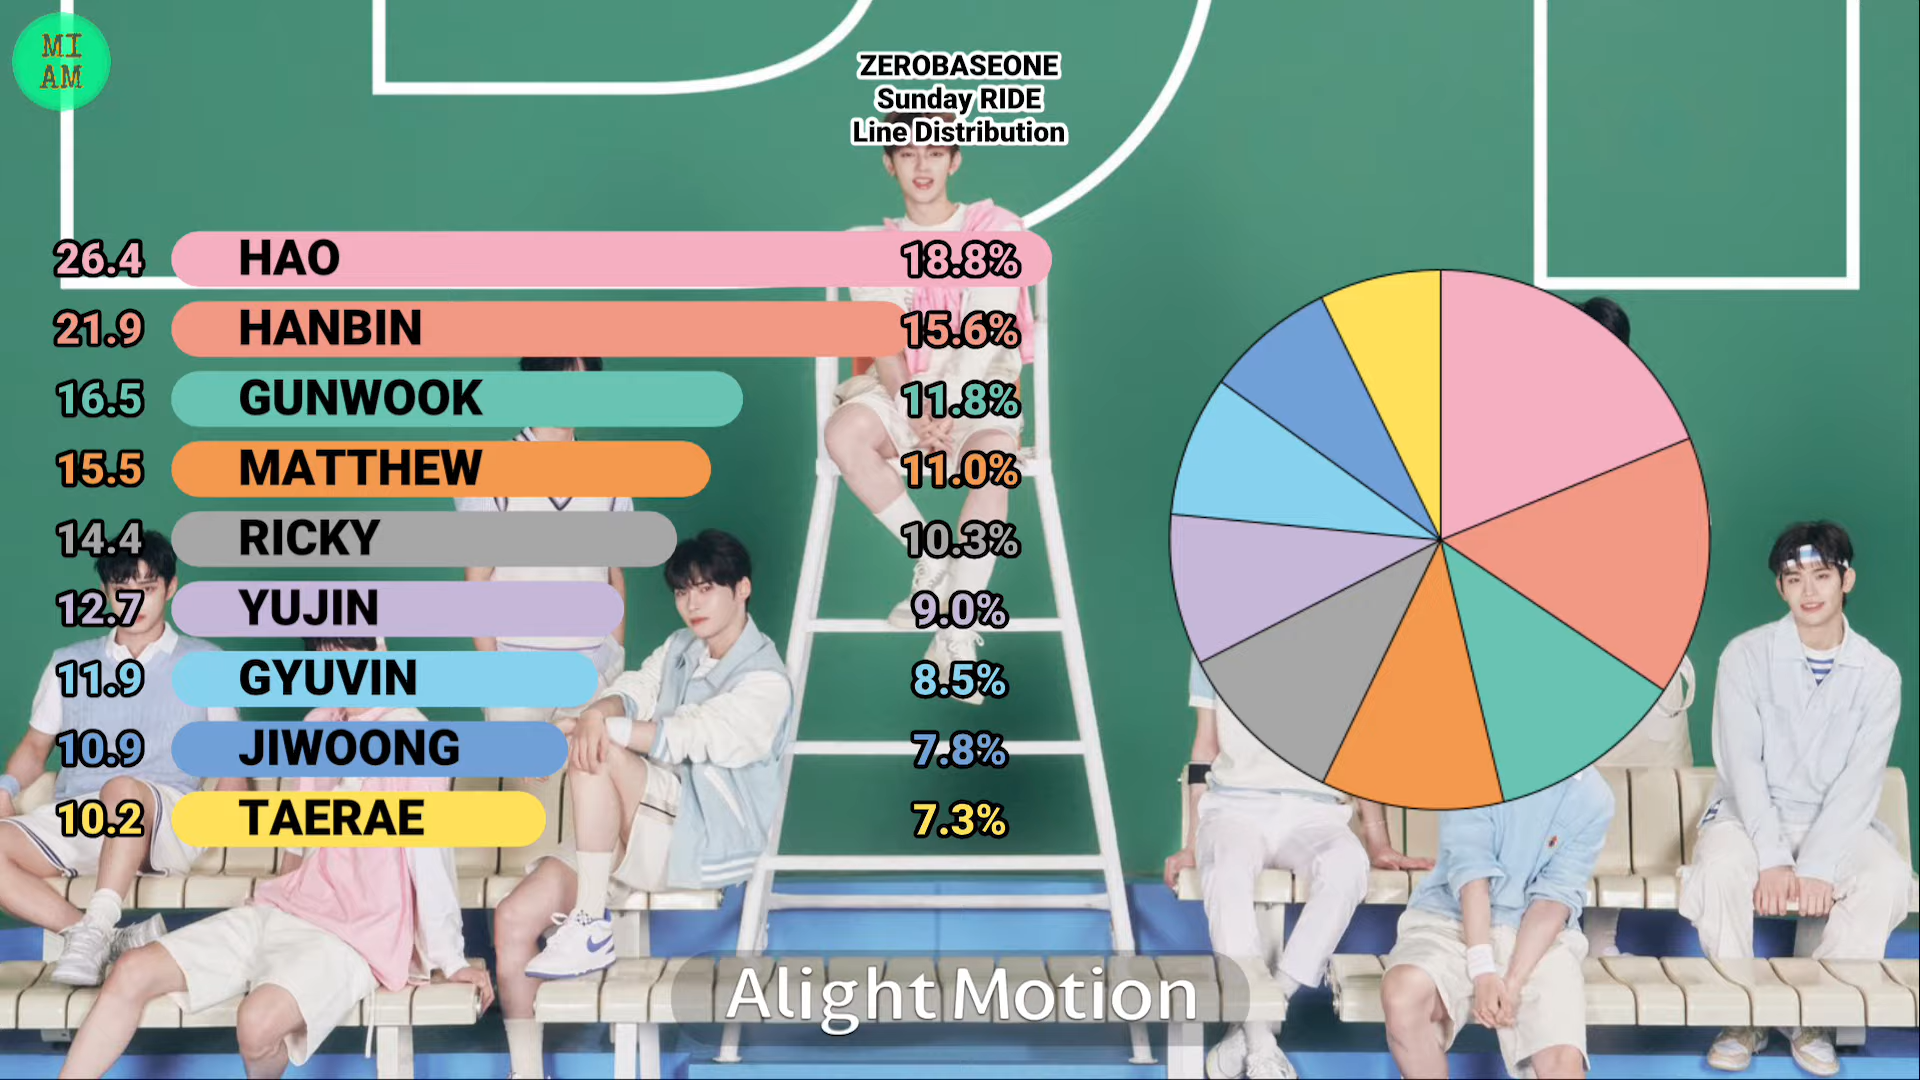 MI
AM
ZEROBASEONE
Sunday RIDE
Line Distribution
26.4 HAO 18.8%
21.9 HANBIN 15.6%
16.5 GUNWOOK 11.8%
15.5 MATTHEW 11.0%
14.4 RICKY 10.3%
12.7 YUJIN 9.0%
11.9 GYUVIN 8.5%
10.9 JIWOONG 7.8%
10.2 TAERAE 7.3%
Alight Motion